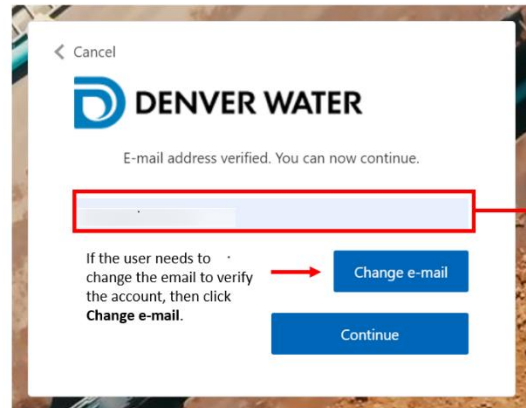 Cancel
DENVER WATER
E-mail address verified. You can now continue.
If the user needs to
change the email to verify
the account, then click
Change e-mail.
Change e-mail
Continue